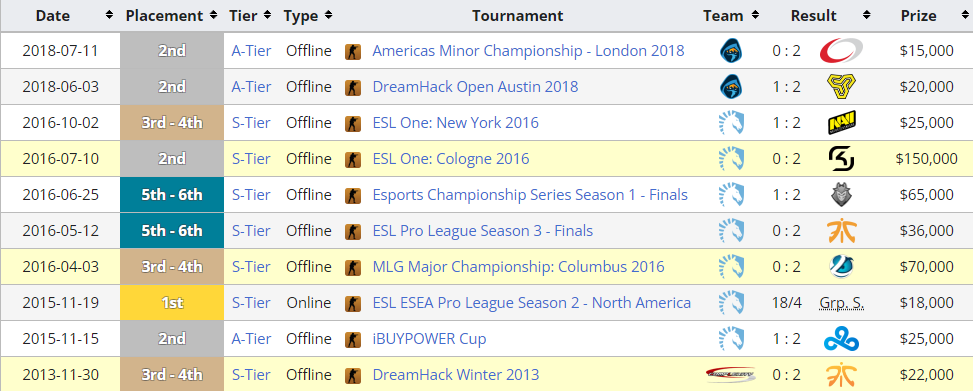 Date Placement Tier Type Tournament Team Result Prize
2018-07-11 2nd A-Tier Offline Americas Minor Championship - London 2018 0 : 2 $15,000
2018-06-03 2nd A-Tier Offline DreamHack Open Austin 2018 1 : 2 $20,000
2016-10-02 3rd - 4th S-Tier Offline ESL One: New York 2016 1 : 2 NAVI $25,000
2016-07-10 2nd S-Tier Offline ESL One: Cologne 2016 0 : 2 $150,000
2016-06-25 5th - 6th S-Tier Offline Esports Championship Series Season 1 - Finals 1 : 2 $65,000
2016-05-12 5th - 6th S-Tier Offline ESL Pro League Season 3 - Finals 0 : 2 $36,000
2016-04-03 3rd - 4th S-Tier Offline MLG Major Championship: Columbus 2016 0 : 2 $70,000
2015-11-19 1st S-Tier Online ESL ESEA Pro League Season 2 - North America 18/4 Grp. S. $18,000
2015-11-15 2nd A-Tier Offline iBUYPOWER Cup 1 : 2 $25,000
2013-11-30 3rd - 4th S-Tier Offline DreamHack Winter 2013 0 : 2 $22,000